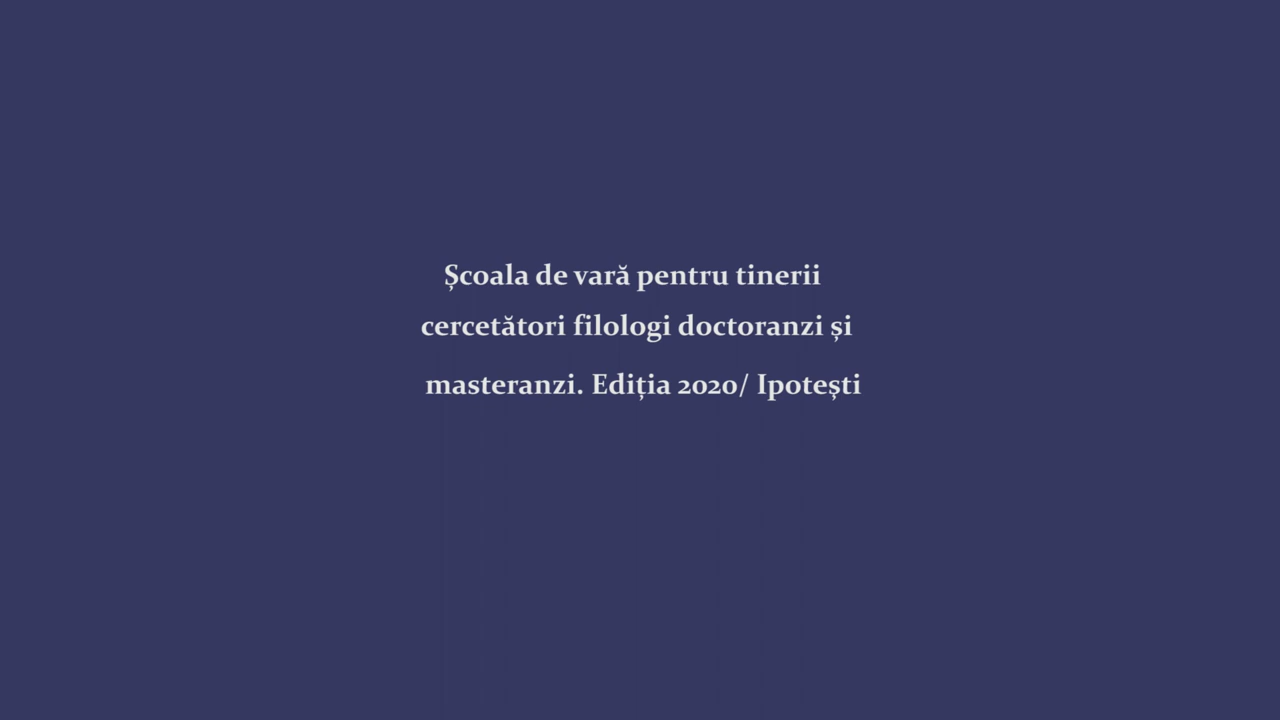 Școala de vară pentru tinerii
cercetători filologi doctoranzi și
masteranzi. Ediția 2020/ Ipotești